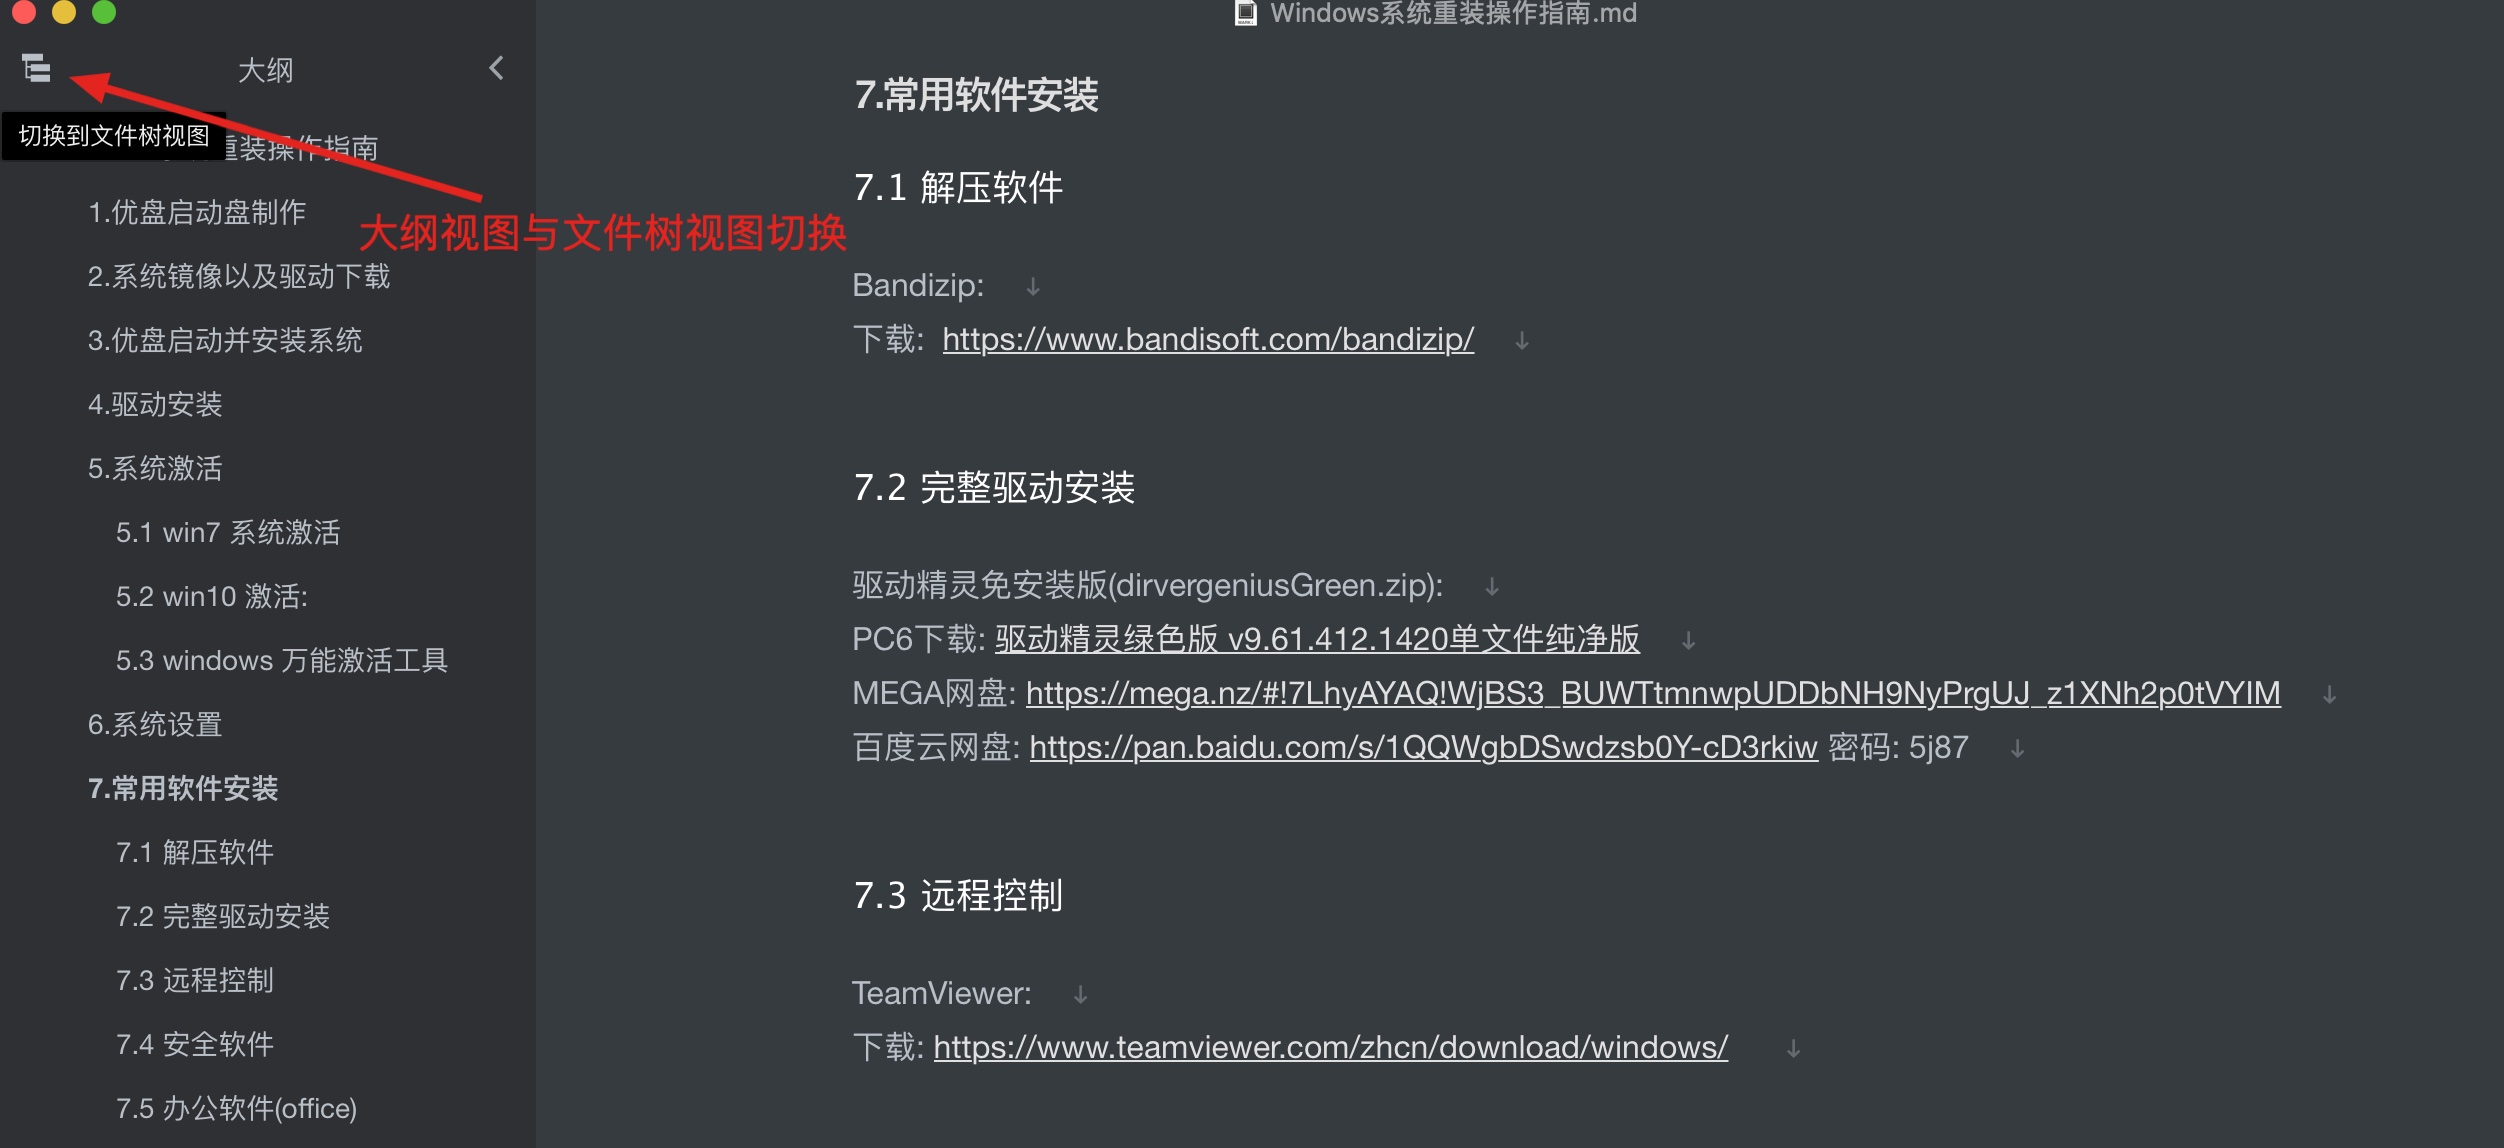 Windows系统重装操作指南.md
大纲
切换到文件树视图
重装操作指南
大纲视图与文件树视图切换
1.优盘启动盘制作
2.系统镜像以及驱动下载
3.优盘启动并安装系统
4.驱动安装
5.系统激活
5.1 win7 系统激活
5.2 win10 激活:
5.3 windows 万能激活工具
6.系统设置
7.常用软件安装
7.1 解压软件
7.2 完整驱动安装
7.3 远程控制
7.4 安全软件
7.5 办公软件(office)
7.常用软件安装
7.1 解压软件
Bandizip: ↓
下载: https://www.bandisoft.com/bandizip/ ↓
7.2 完整驱动安装
驱动精灵免安装版(dirvergeniusGreen.zip): ↓
PC6下载: 驱动精灵绿色版 v9.61.412.1420单文件纯净版 ↓
MEGA网盘: https://mega.nz/#!7LhyAYAQ!WjBS3_BUWTtmnwpUDDbNH9NyPrgUJ_z1XNh2p0tVYIM ↓
百度云网盘: https://pan.baidu.com/s/1QQWgbDSwdzsb0Y-cD3rkiw 密码: 5j87 ↓
7.3 远程控制
TeamViewer: ↓
下载: https://www.teamviewer.com/zhcn/download/windows/ ↓